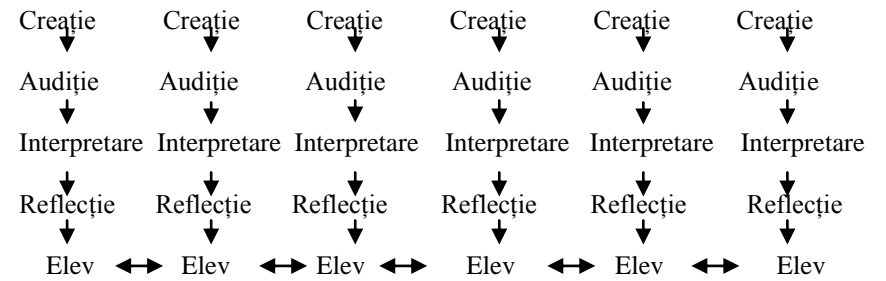 Creație Creație Creație Creație Creație Creație
Audiție Audiție Audiție Audiție Audiție Audiție
Interpretare Interpretare Interpretare Interpretare Interpretare Interpretare
Reflecție Reflecție Reflecție Reflecție Reflecție Reflecție
Elev Elev Elev Elev Elev Elev